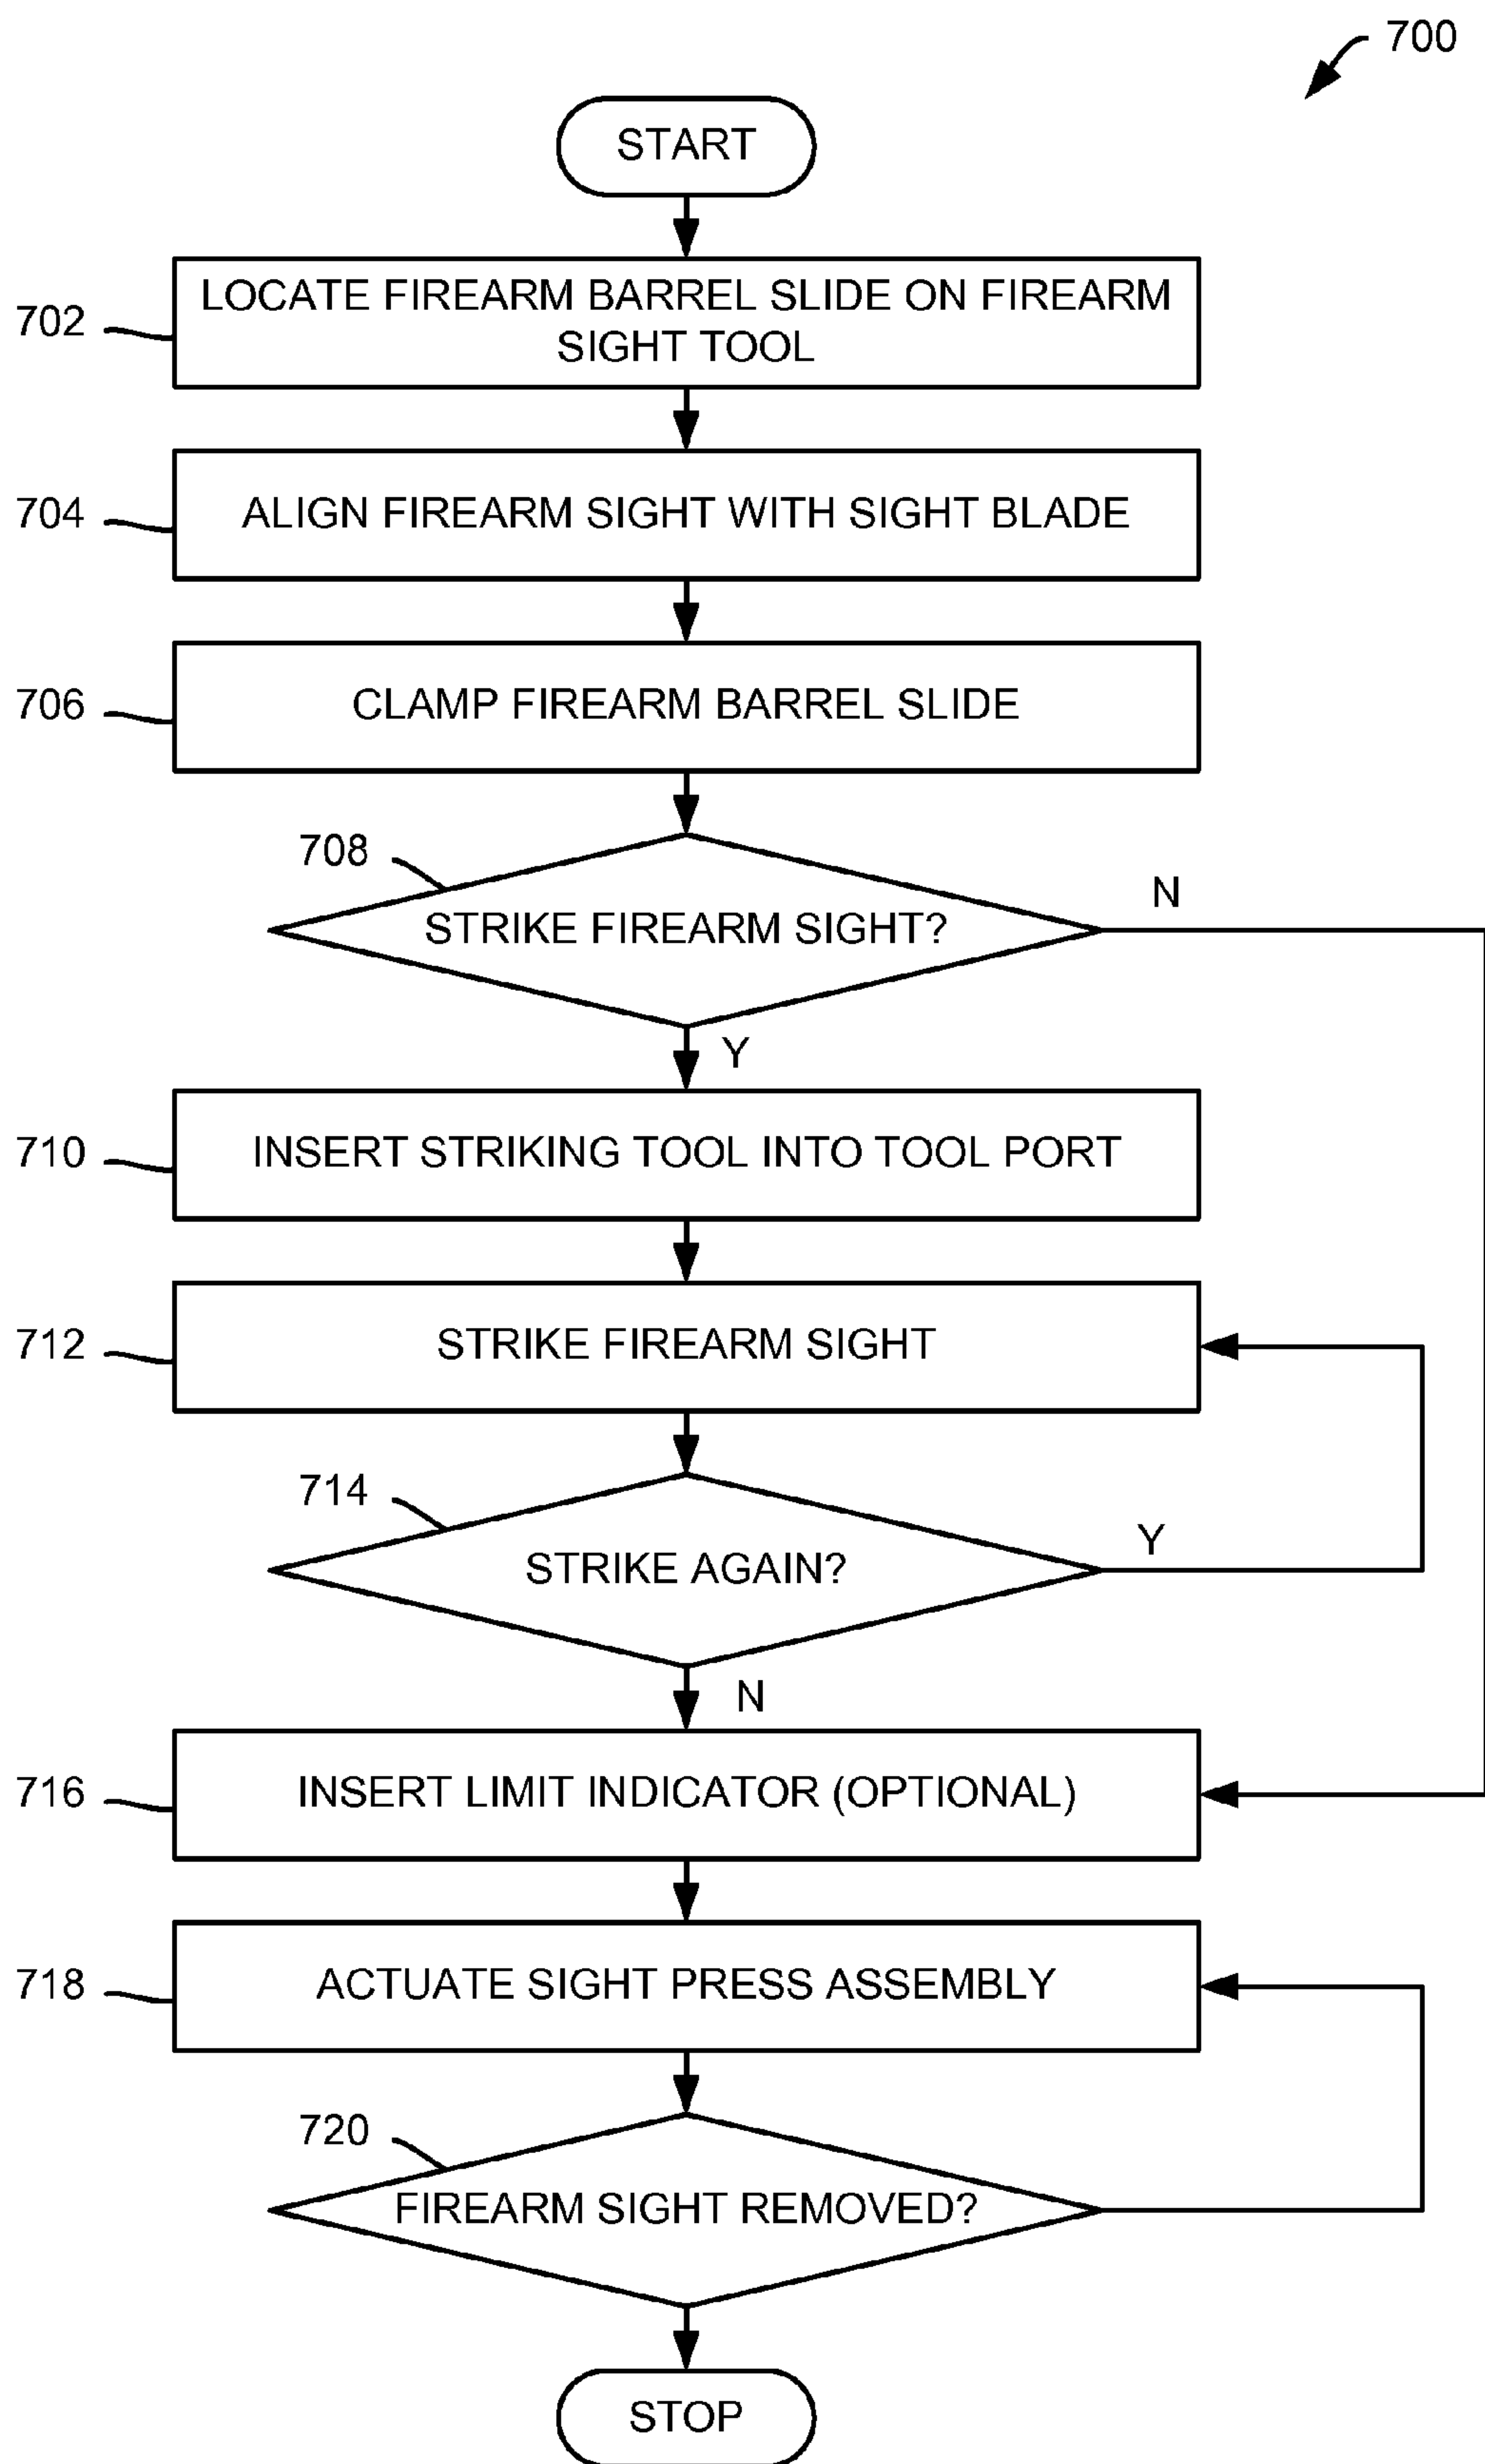 700
START
702
LOCATE FIREARM BARREL SLIDE ON FIREARM
SIGHT TOOL
704
ALIGN FIREARM SIGHT WITH SIGHT BLADE
706
CLAMP FIREARM BARREL SLIDE
708
STRIKE FIREARM SIGHT?
N
Y
710
INSERT STRIKING TOOL INTO TOOL PORT
712
STRIKE FIREARM SIGHT
714
STRIKE AGAIN?
Y
N
716
INSERT LIMIT INDICATOR (OPTIONAL)
718
ACTUATE SIGHT PRESS ASSEMBLY
720
FIREARM SIGHT REMOVED?
STOP